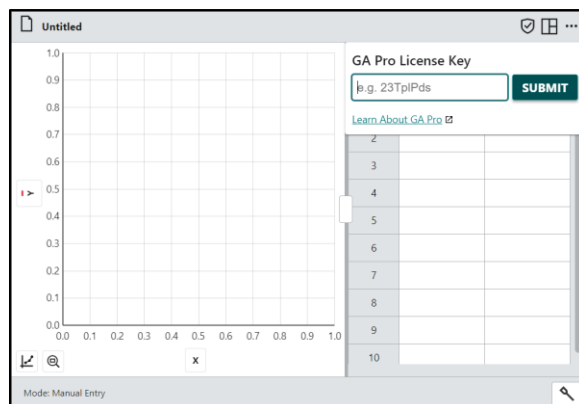 Untitled
GA Pro License Key
e.g. 23TplPds
SUBMIT
Learn About GA Pro
1.0
0.9
0.8
0.7
0.6
0.5
0.4
0.3
0.2
0.1
0.0
Y
0.0 0.1 0.2 0.3 0.4 0.5 0.6 0.7 0.8 0.9 1.0
X
2
3
4
5
6
7
8
9
10
Mode: Manual Entry